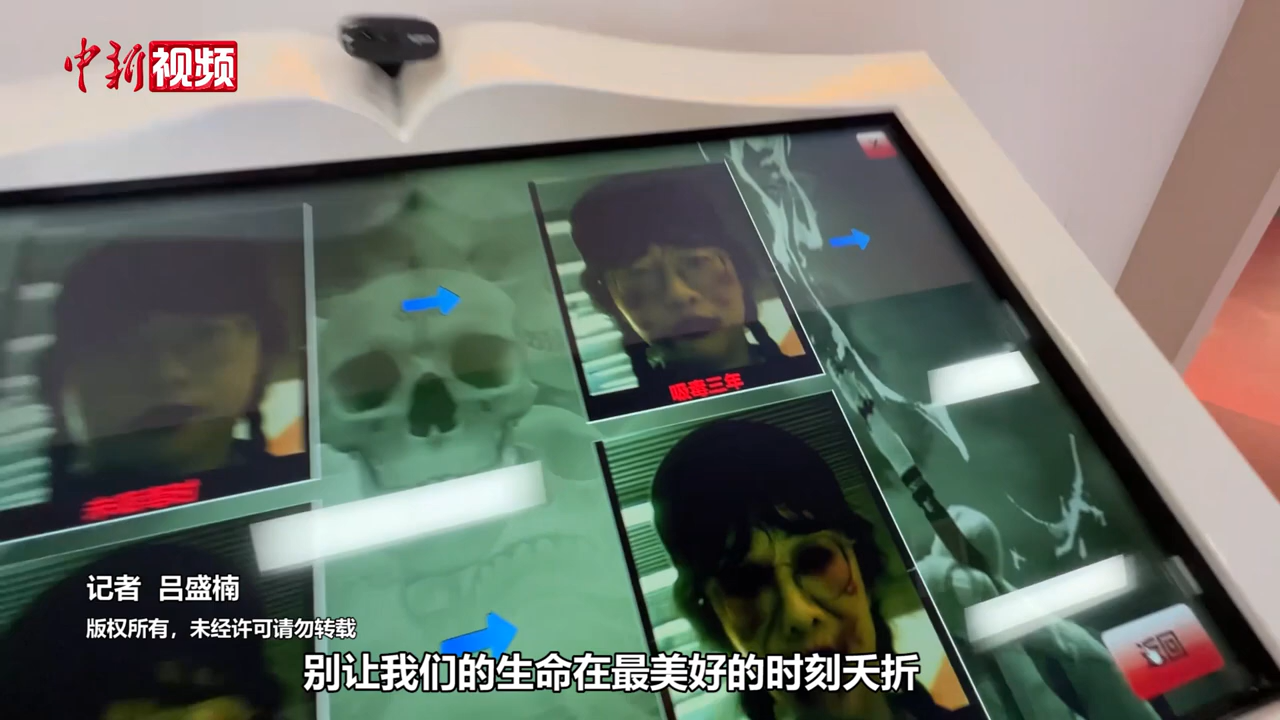 中新视频
吸毒三年
记者 吕盛楠
版权所有，未经许可请勿转载
返回
别让我们的生命在最美好的时刻夭折